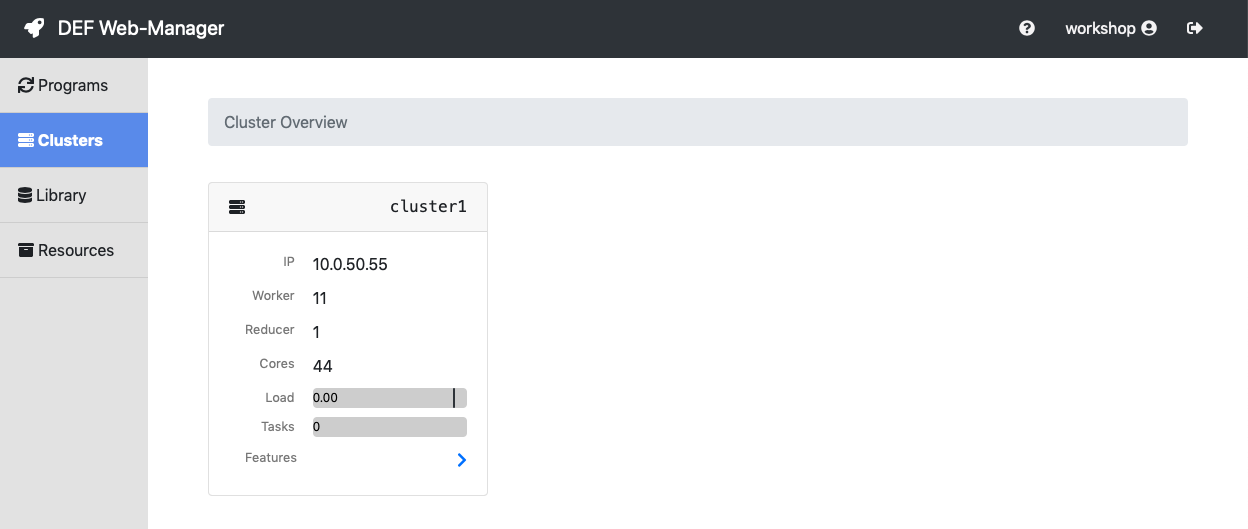 DEF Web-Manager
workshop
Programs
Clusters
Library
Resources
Cluster Overview
cluster1
IP 10.0.50.55
Worker 11
Reducer 1
Cores 44
Load 0.00
Tasks 0
Features